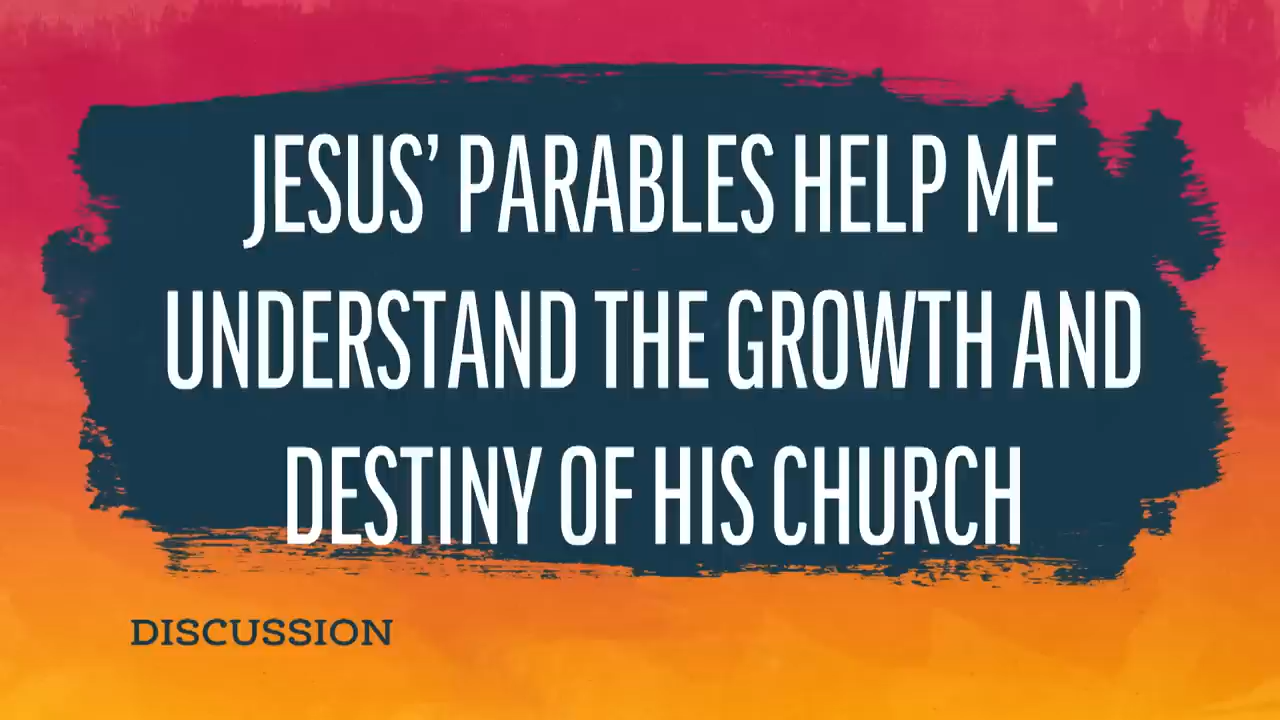 JESUS’ PARABLES HELP ME
UNDERSTAND THE GROWTH AND
DESTINY OF HIS CHURCH
DISCUSSION